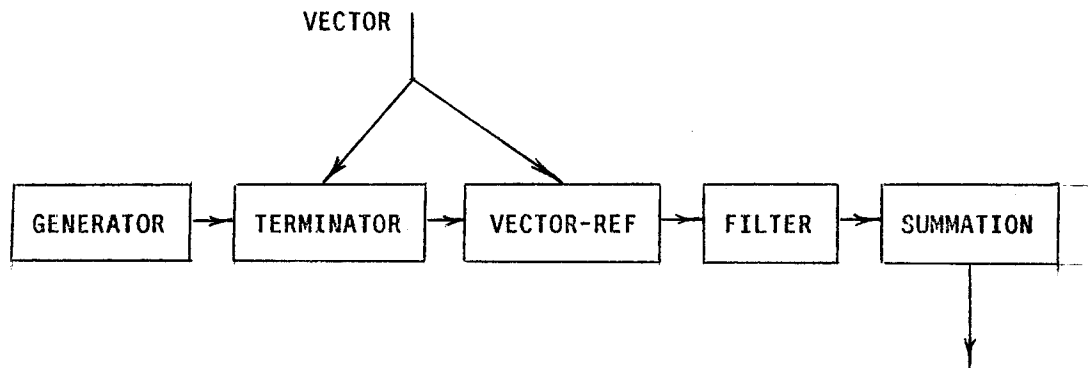 VECTOR
GENERATOR
TERMINATOR
VECTOR-REF
FILTER
SUMMATION